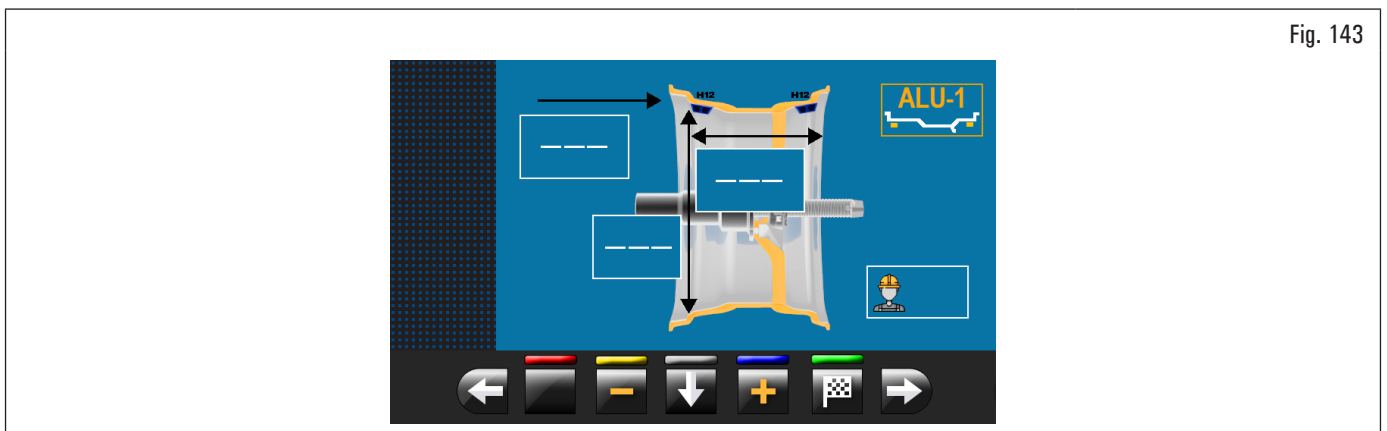 Fig. 143
H12 H12
ALU-1
— — —
— — —
— — —